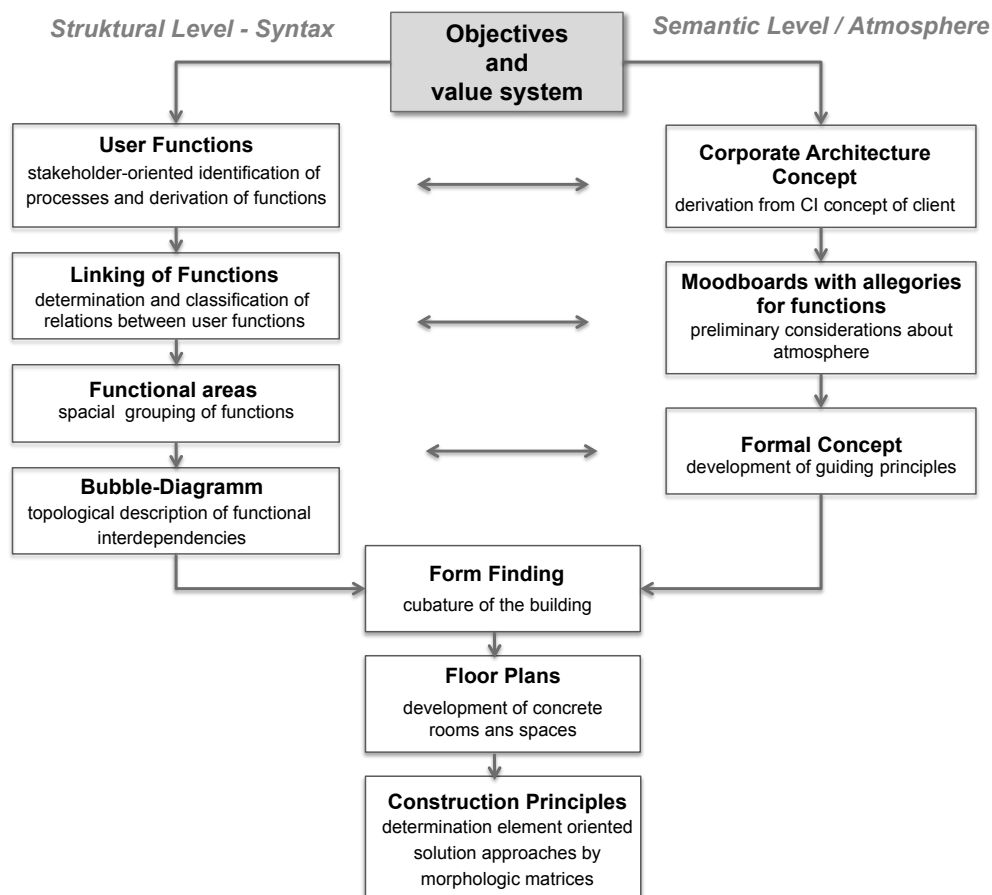 Struktural Level - Syntax
Objectives
and
value system
Semantic Level / Atmosphere
User Functions
stakeholder-oriented identification of
processes and derivation of functions
Linking of Functions
determination and classification of
relations between user functions
Functional areas
spacial  grouping of functions
Bubble-Diagramm
topological description of functional
interdependencies
Corporate Architecture
Concept
derivation from CI concept of client
Moodboards with allegories
for functions
preliminary considerations about
atmosphere
Formal Concept
development of guiding principles
Form Finding
cubature of the building
Floor Plans
development of concrete
rooms ans spaces
Construction Principles
determination element oriented
solution approaches by
morphologic matrices